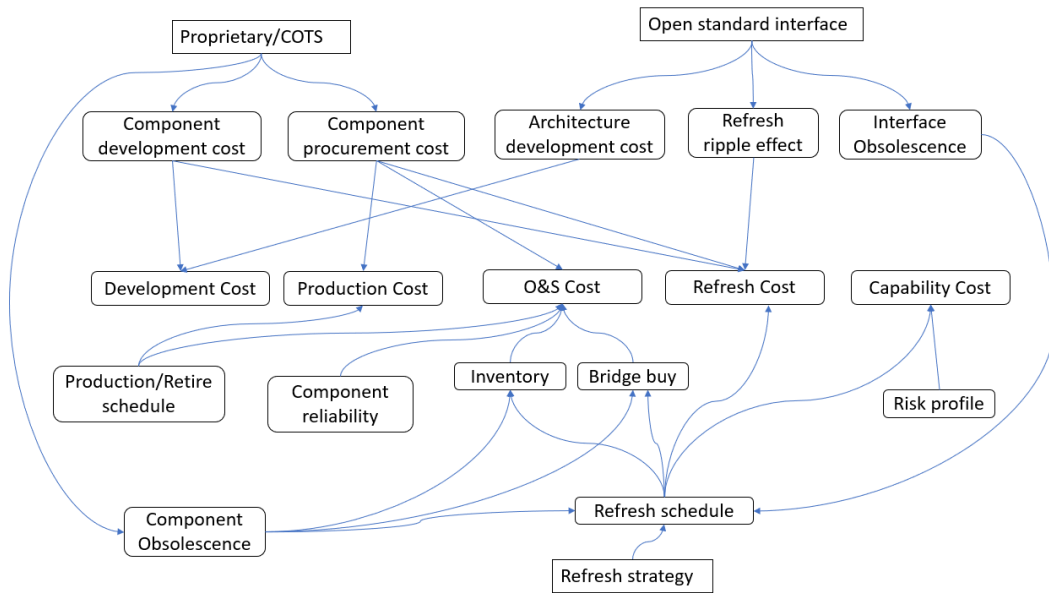 Proprietary/COTS
Open standard interface
Component
development cost
Component
procurement cost
Architecture
development cost
Refresh
ripple effect
Interface
Obsolescence
Development Cost
Production Cost
O&S Cost
Refresh Cost
Capability Cost
Production/Retire
schedule
Component
reliability
Inventory
Bridge buy
Risk profile
Component
Obsolescence
Refresh schedule
Refresh strategy